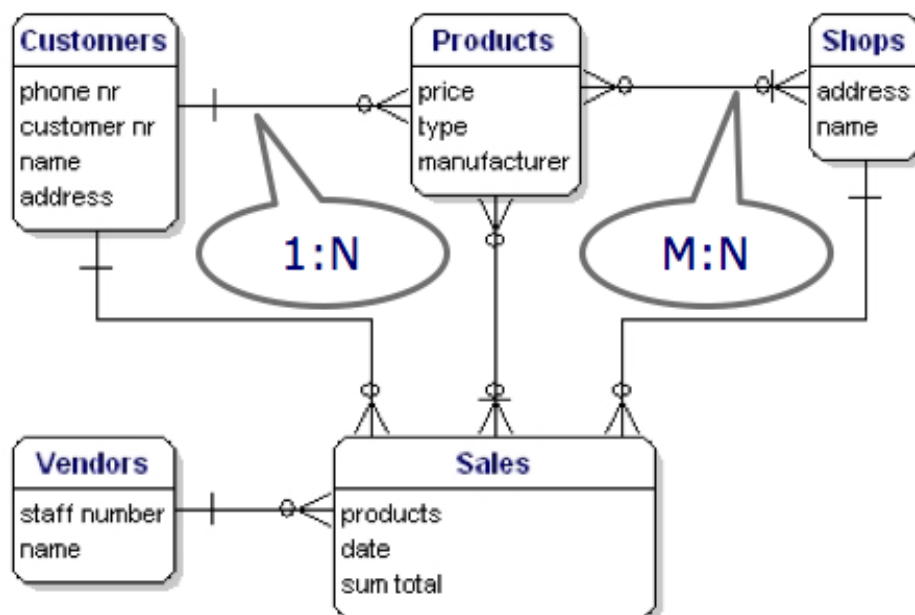 Customers
phone nr
customer nr
name
address
Products
price
type
manufacturer
Shops
address
name
1:N
M:N
Vendors
staff number
name
Sales
products
date
sum total